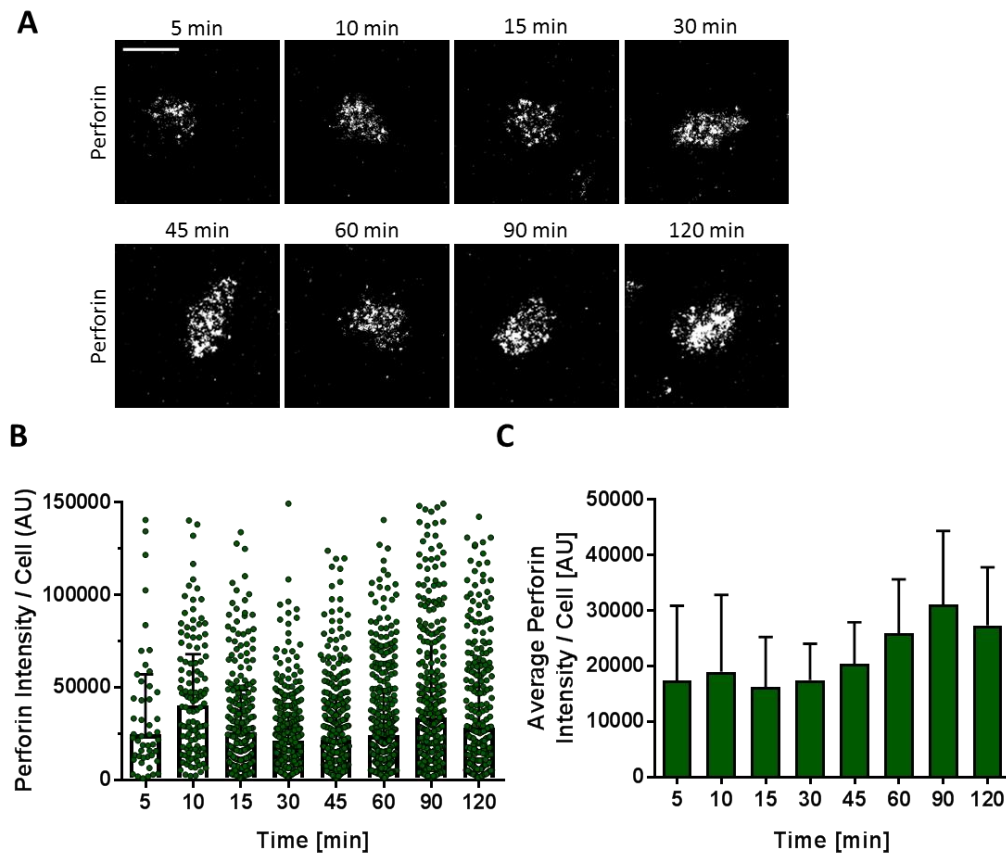 A
5 min 10 min 15 min 30 min
Perforin
45 min 60 min 90 min 120 min
Perforin
B
Perforin Intensity / Cell (AU)
150000
100000
50000
0
5 10 15 30 45 60 90 120
Time [min]
C
Average Perforin
Intensity / Cell [AU]
50000
40000
30000
20000
10000
0
5 10 15 30 45 60 90 120
Time [min]